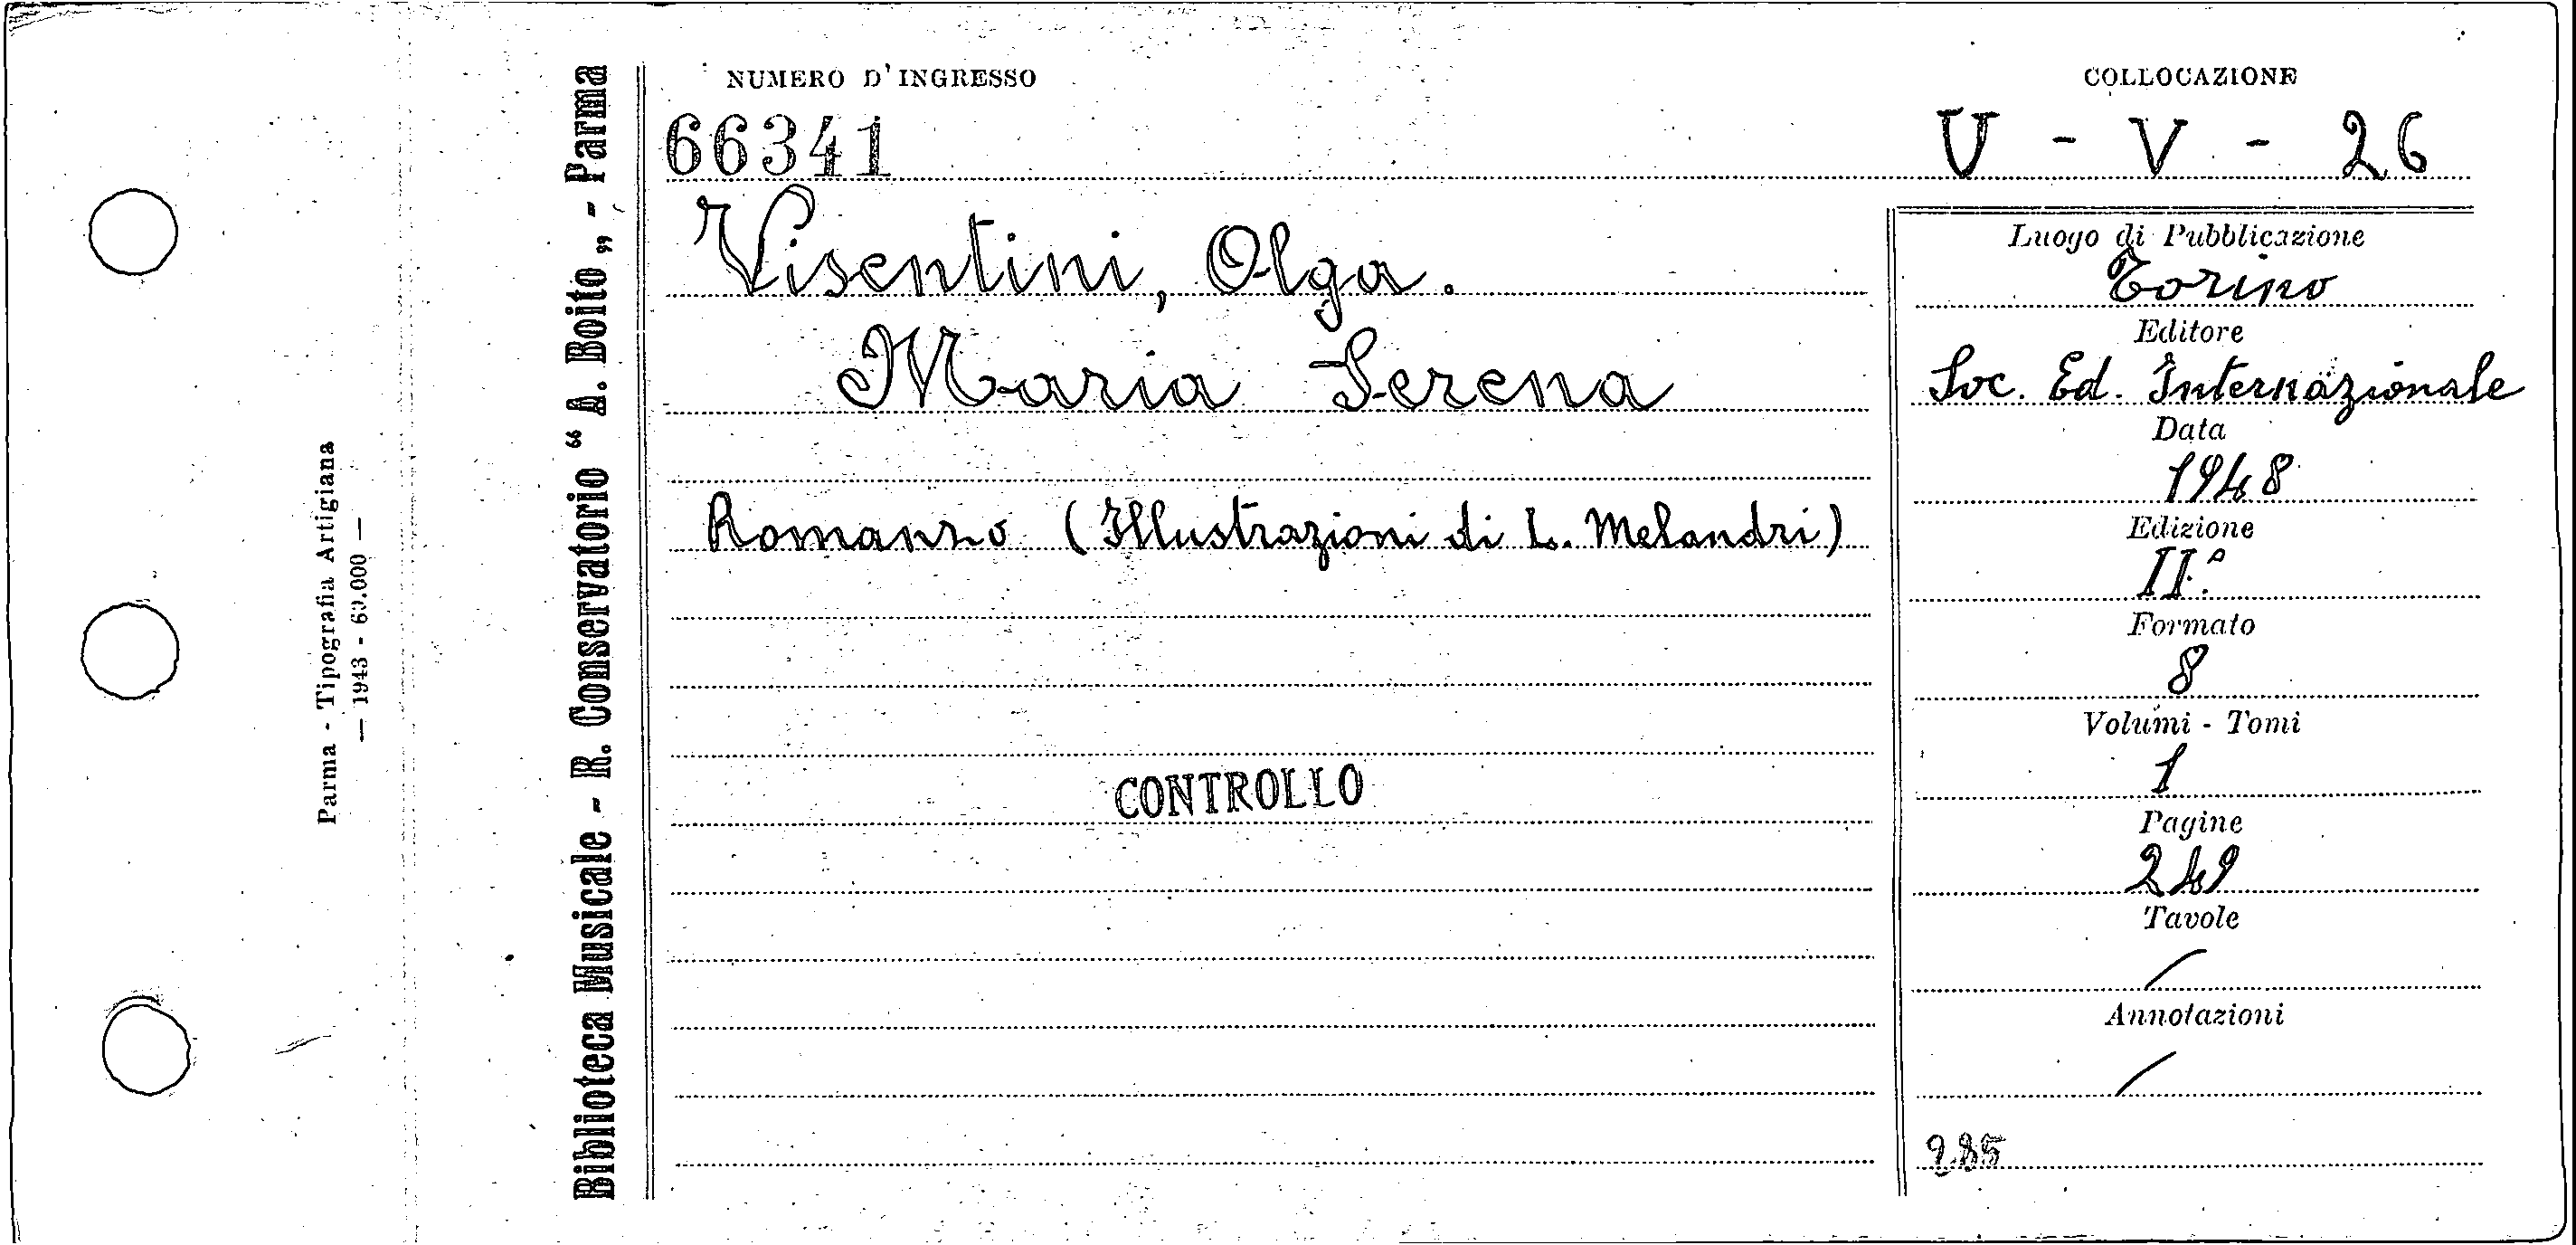 Parma - Tipografia Artigiana
— 1943 - 60.000 —
Biblioteca Musicale - R. Conservatorio “ A. Boito „ - Parma
NUMERO D'INGRESSO
66341
COLLOCAZIONE
U - V - 26
Visentini, Olga.
Maria Serena
Romanzo (Illustrazioni di L. Melandri)
CONTROLLO
Luogo di Pubblicazione
Torino
Editore
Soc. Ed. Internazionale
Data
1948
Edizione
II.ª
Formato
8
Volumi - Tomi
1
Pagine
249
Tavole
/
Annotazioni
/
285